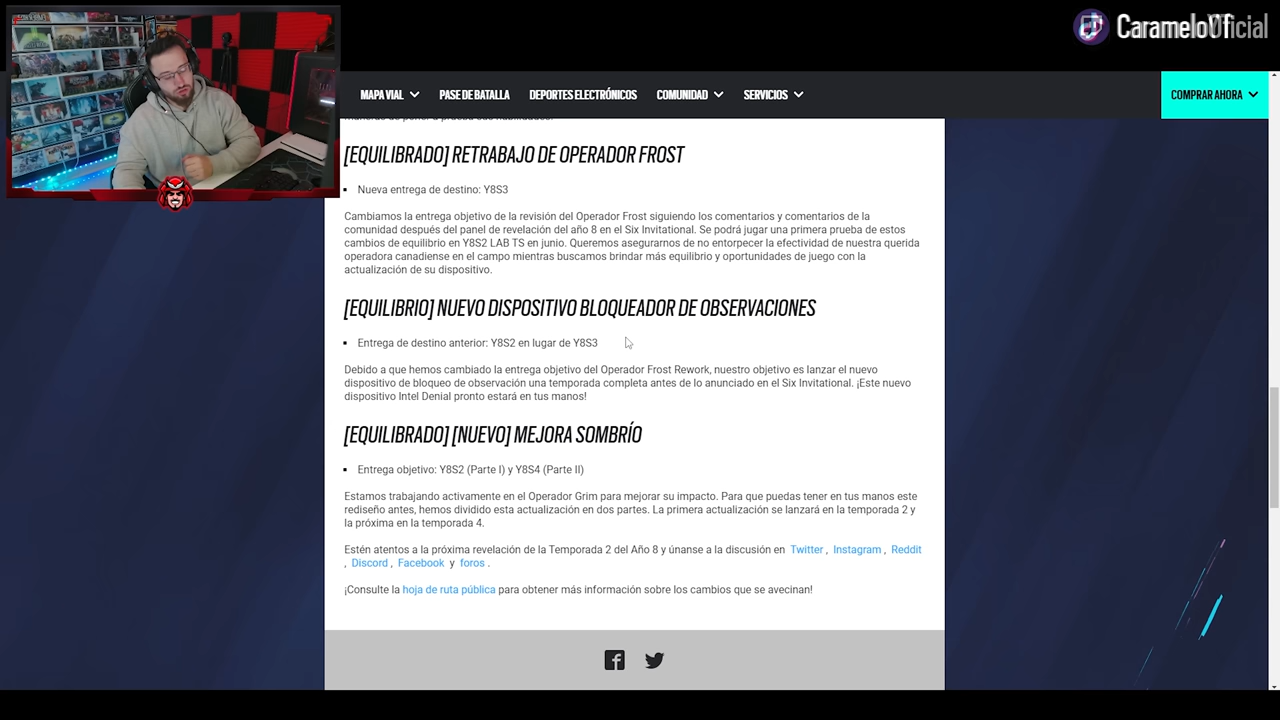 CarameloOficial
MAPA VIAL PASE DE BATALLA DEPORTES ELECTRÓNICOS COMUNIDAD SERVICIOS COMPRAR AHORA
maneras de poner a prueba sus habilidades.
[EQUILIBRADO] RETRABAJO DE OPERADOR FROST
Nueva entrega de destino: Y8S3
Cambiamos la entrega objetivo de la revisión del Operador Frost siguiendo los comentarios y comentarios de la
comunidad después del panel de revelación del año 8 en el Six Invitational. Se podrá jugar una primera prueba de estos
cambios de equilibrio en Y8S2 LAB TS en junio. Queremos asegurarnos de no entorpecer la efectividad de nuestra querida
operadora canadiense en el campo mientras buscamos brindar más equilibrio y oportunidades de juego con la
actualización de su dispositivo.
[EQUILIBRIO] NUEVO DISPOSITIVO BLOQUEADOR DE OBSERVACIONES
Entrega de destino anterior: Y8S2 en lugar de Y8S3
Debido a que hemos cambiado la entrega objetivo del Operador Frost Rework, nuestro objetivo es lanzar el nuevo
dispositivo de bloqueo de observación una temporada completa antes de lo anunciado en el Six Invitational. ¡Este nuevo
dispositivo Intel Denial pronto estará en tus manos!
[EQUILIBRADO] [NUEVO] MEJORA SOMBRÍO
Entrega objetivo: Y8S2 (Parte I) y Y8S4 (Parte II)
Estamos trabajando activamente en el Operador Grim para mejorar su impacto. Para que puedas tener en tus manos este
rediseño antes, hemos dividido esta actualización en dos partes. La primera actualización se lanzará en la temporada 2 y
la próxima en la temporada 4.
Estén atentos a la próxima revelación de la Temporada 2 del Año 8 y únanse a la discusión en Twitter , Instagram , Reddit
, Discord , Facebook y foros .
¡Consulte la hoja de ruta pública para obtener más información sobre los cambios que se avecinan!